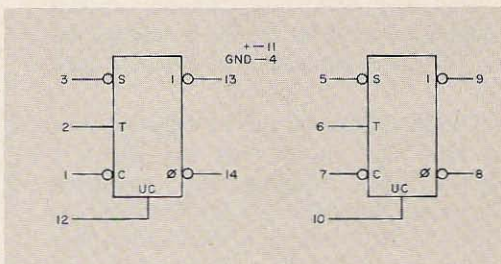 + — 11
GND — 4
3 S 1 13
2 T
1 C Ø 14
UC
12
5 S 1 9
6 T
7 C Ø 8
UC
10